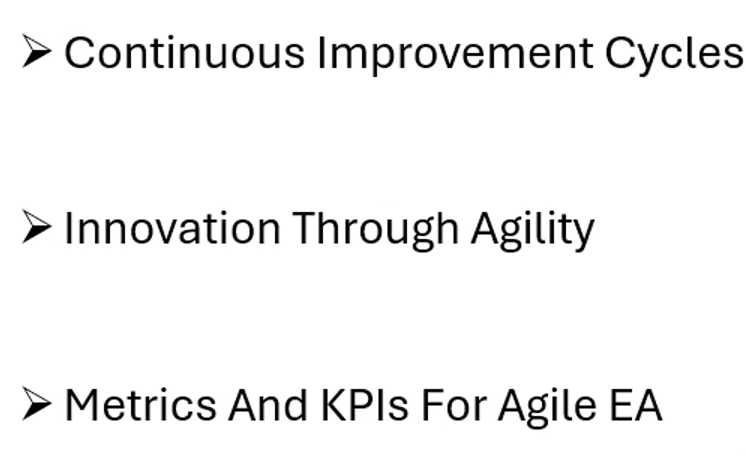 ➢ Continuous Improvement Cycles
➢ Innovation Through Agility
➢ Metrics And KPIs For Agile EA